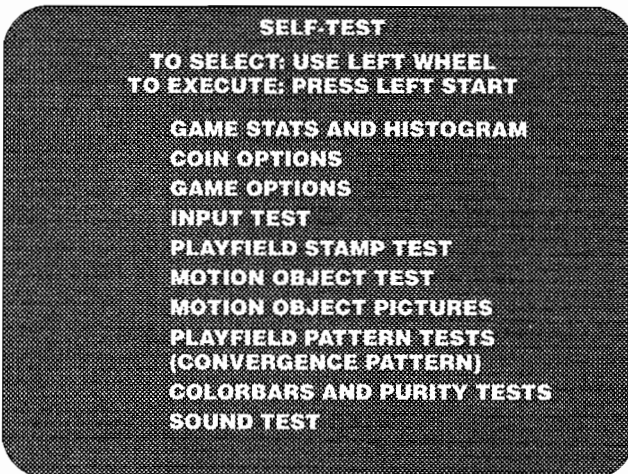 SELF-TEST
TO SELECT: USE LEFT WHEEL
TO EXECUTE: PRESS LEFT START
GAME STATS AND HISTOGRAM
COIN OPTIONS
GAME OPTIONS
INPUT TEST
PLAYFIELD STAMP TEST
MOTION OBJECT TEST
MOTION OBJECT PICTURES
PLAYFIELD PATTERN TESTS
(CONVERGENCE PATTERN)
COLORBARS AND PURITY TESTS
SOUND TEST